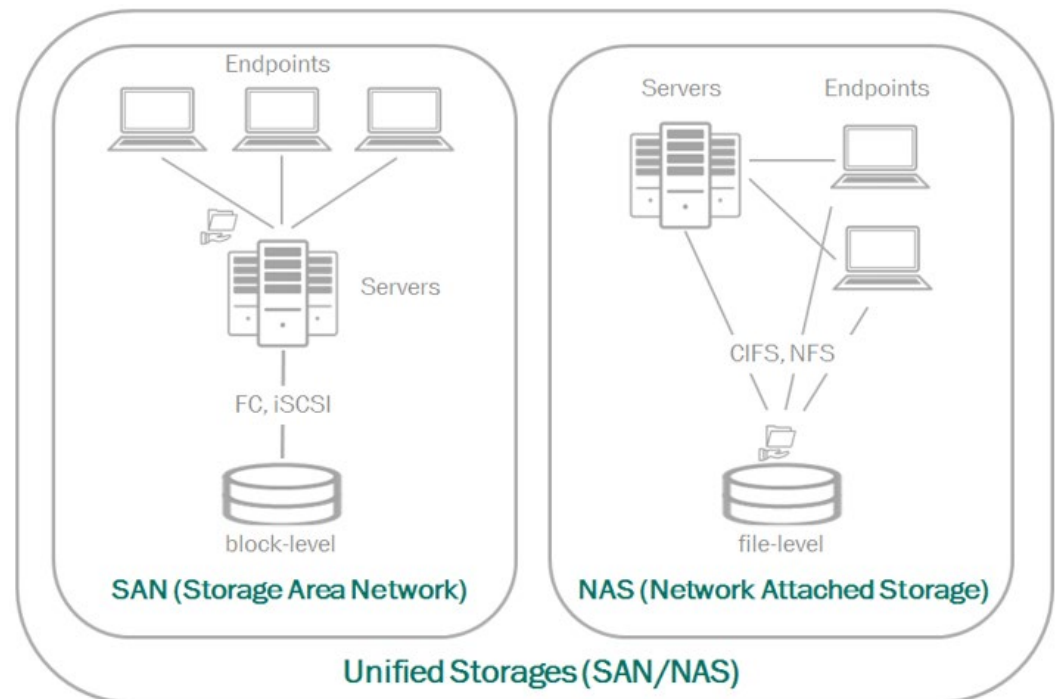 Endpoints
Servers
FC, iSCSI
block-level
SAN (Storage Area Network)
Servers
Endpoints
CIFS, NFS
file-level
NAS (Network Attached Storage)
Unified Storages (SAN/NAS)